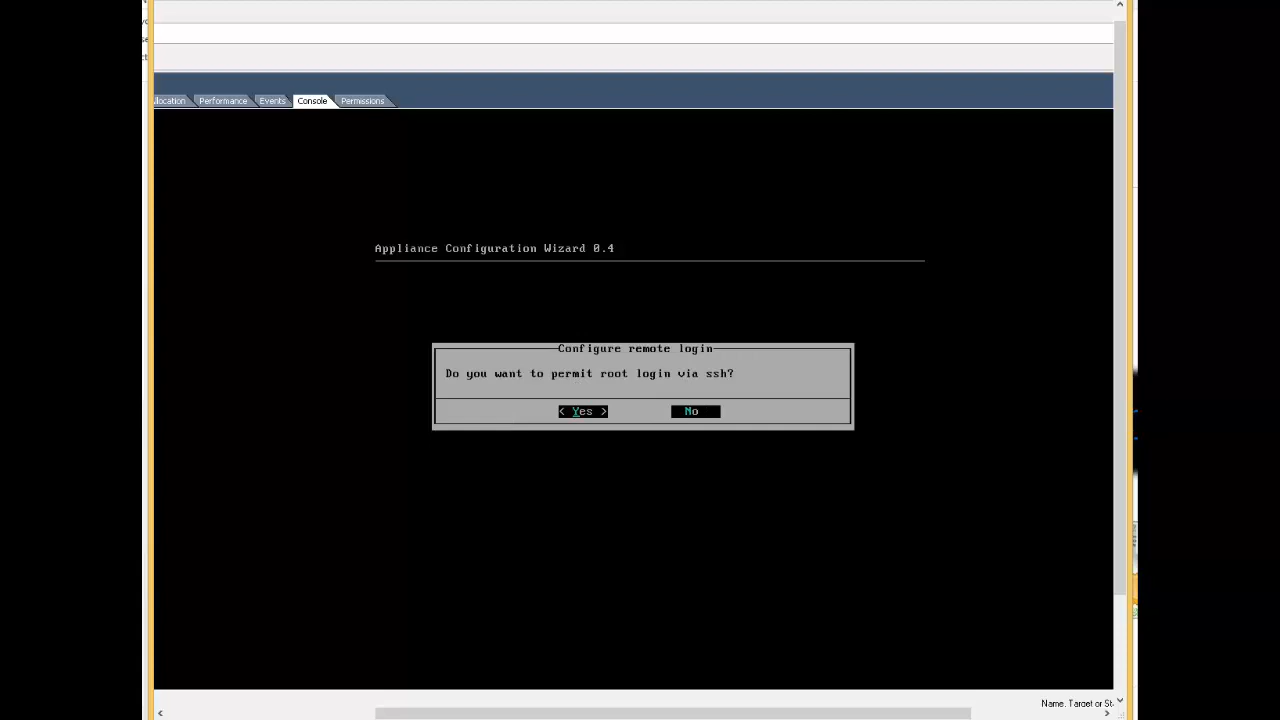 llocation Performance Events Console Permissions
Appliance Configuration Wizard 0.4
Configure remote login
Do you want to permit root login via ssh?
< Yes > No
Name, Target or St